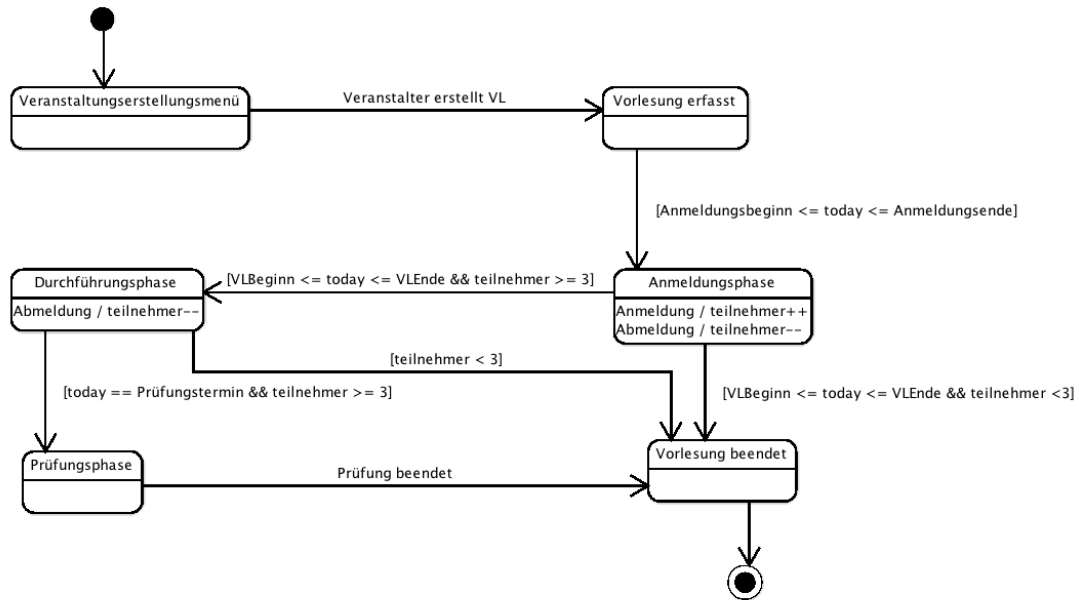 Veranstaltungserstellungsmenü
Veranstalter erstellt VL
Vorlesung erfasst
[Anmeldungsbeginn <= today <= Anmeldungsende]
Durchführungsphase
Abmeldung / teilnehmer--
[VLBeginn <= today <= VLEnde && teilnehmer >= 3]
Anmeldungsphase
Anmeldung / teilnehmer++
Abmeldung / teilnehmer--
[teilnehmer < 3]
[today == Prüfungstermin && teilnehmer >= 3]
[VLBeginn <= today <= VLEnde && teilnehmer <3]
Prüfungsphase
Prüfung beendet
Vorlesung beendet